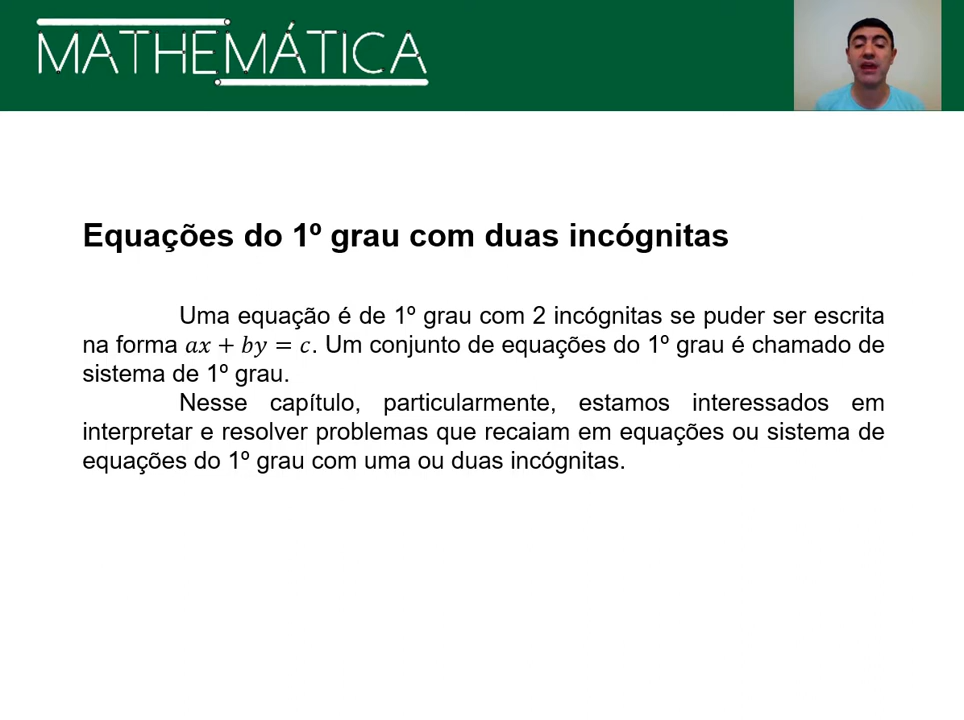 MATHEMÁTICA
Equações do 1º grau com duas incógnitas
Uma equação é de 1º grau com 2 incógnitas se puder ser escrita
na forma ax + by = c. Um conjunto de equações do 1º grau é chamado de
sistema de 1º grau.
Nesse capítulo, particularmente, estamos interessados em
interpretar e resolver problemas que recaiam em equações ou sistema de
equações do 1º grau com uma ou duas incógnitas.